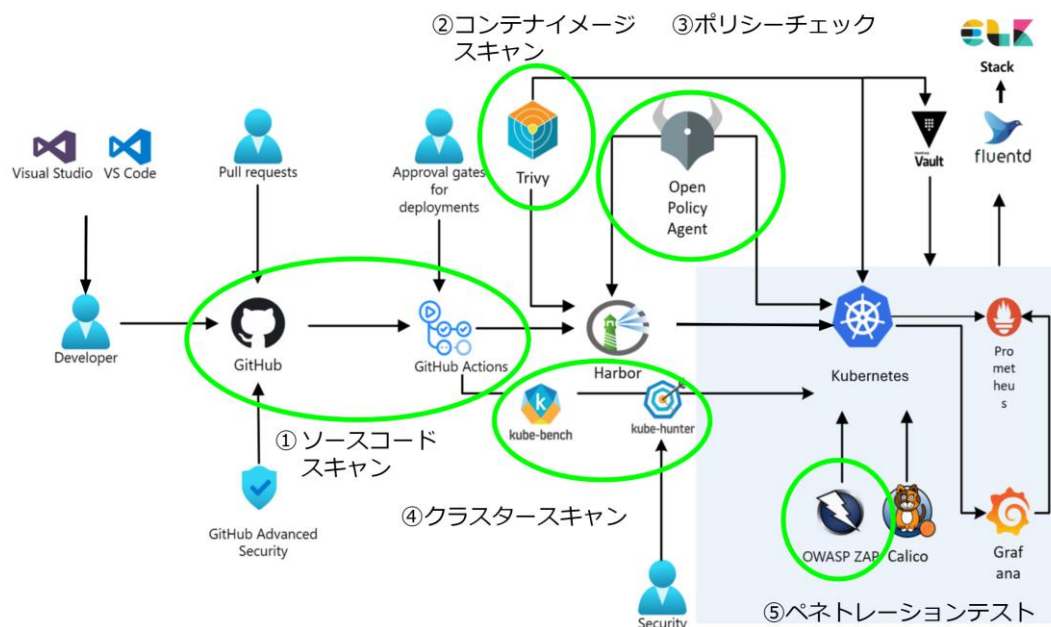 ②コンテナイメージ
スキャン
③ポリシーチェック
ELK
Stack
Visual Studio
VS Code
Pull requests
Approval gates
for
deployments
Trivy
Open
Policy
Agent
Vault
fluentd
Developer
GitHub
GitHub Actions
Harbor
Kubernetes
Pro
met
heu
s
kube-bench
kube-hunter
① ソースコード
スキャン
④クラスタースキャン
GitHub Advanced
Security
OWASP ZAP
Calico
Graf
ana
Security
⑤ペネトレーションテスト